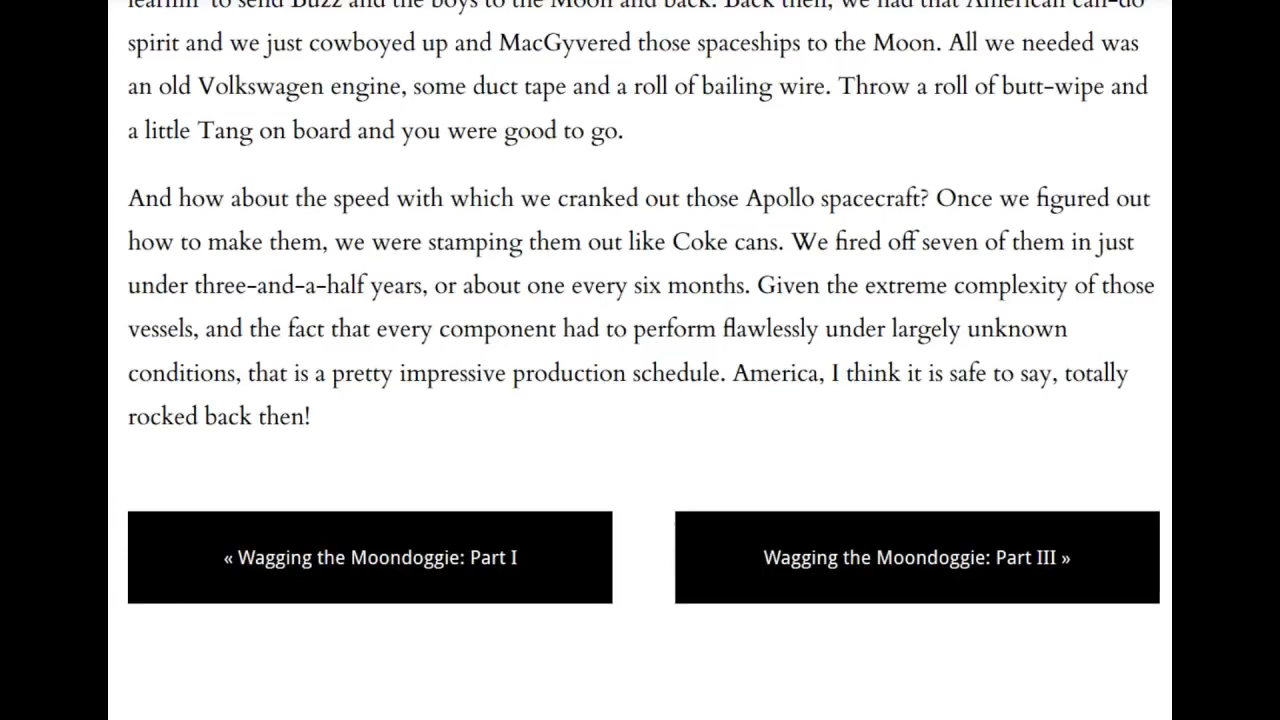 learnin' to send Buzz and the boys to the Moon and back. Back then, we had that American can-do
spirit and we just cowboyed up and MacGyvered those spaceships to the Moon. All we needed was
an old Volkswagen engine, some duct tape and a roll of bailing wire. Throw a roll of butt-wipe and
a little Tang on board and you were good to go.
And how about the speed with which we cranked out those Apollo spacecraft? Once we figured out
how to make them, we were stamping them out like Coke cans. We fired off seven of them in just
under three-and-a-half years, or about one every six months. Given the extreme complexity of those
vessels, and the fact that every component had to perform flawlessly under largely unknown
conditions, that is a pretty impressive production schedule. America, I think it is safe to say, totally
rocked back then!
« Wagging the Moondoggie: Part I
Wagging the Moondoggie: Part III »